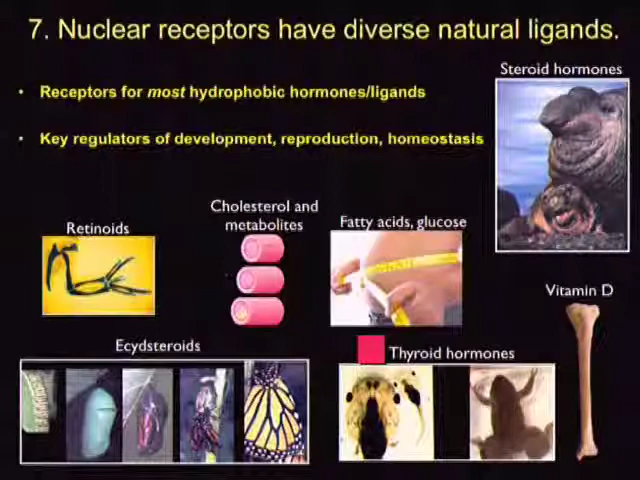 7. Nuclear receptors have diverse natural ligands.
Steroid hormones
• Receptors for most hydrophobic hormones/ligands
• Key regulators of development, reproduction, homeostasis
Cholesterol and
metabolites
Retinoids
Fatty acids, glucose
Vitamin D
Ecydsteroids
Thyroid hormones